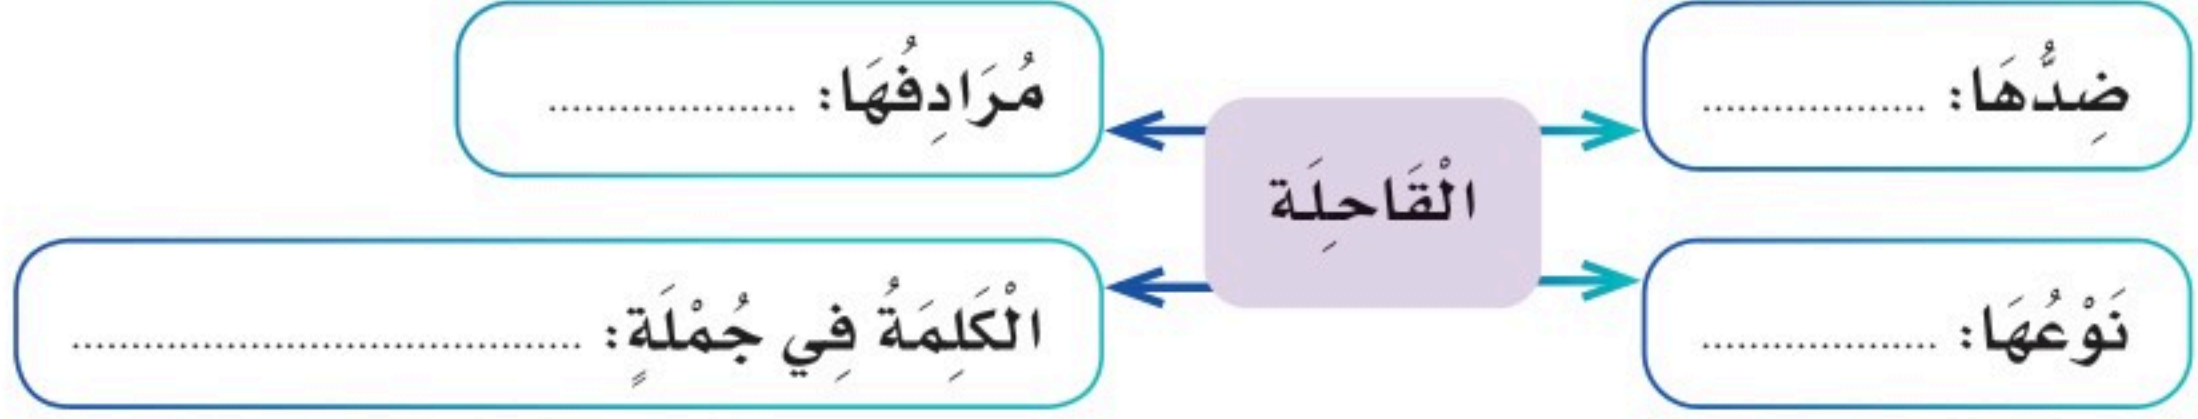 ضِدُّهَا: ...................
مُرَادِفُهَا: .....................
الْقَاحِلَة
نَوْعُهَا: ....................
الْكَلِمَةُ فِي جُمْلَةٍ: ...........................................